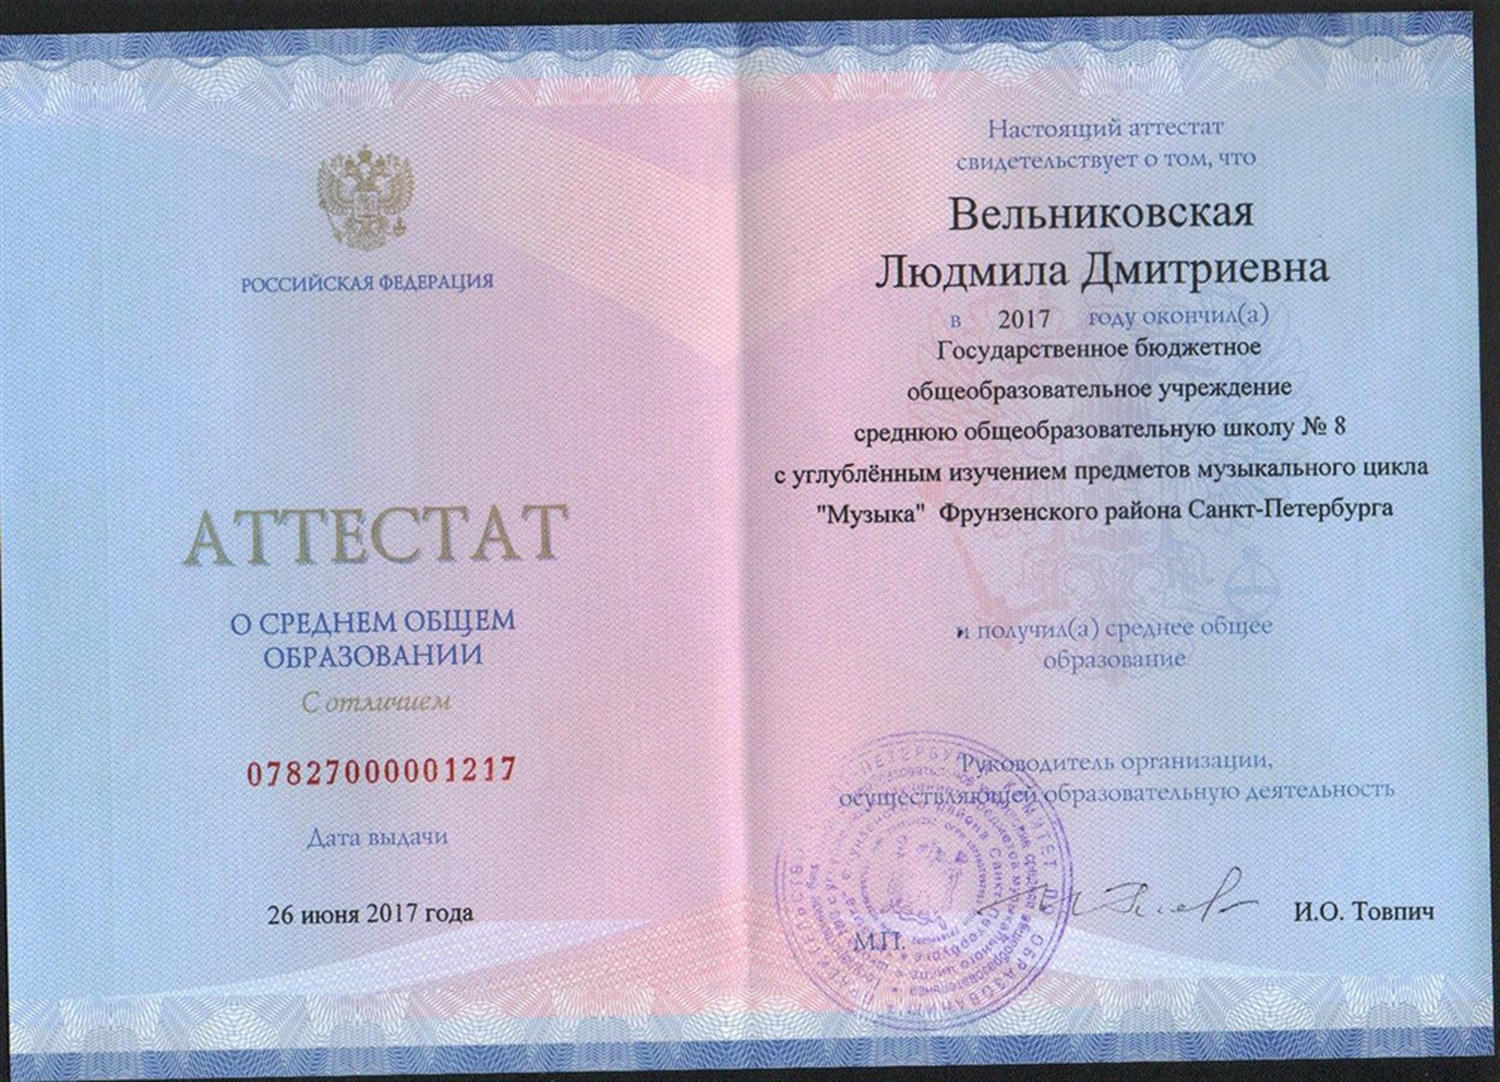 РОССИЙСКАЯ ФЕДЕРАЦИЯ
АТТЕСТАТ
О СРЕДНЕМ ОБЩЕМ
ОБРАЗОВАНИИ
С отличием
07827000001217
Дата выдачи
26 июня 2017 года
Настоящий аттестат
свидетельствует о том, что
Вельниковская
Людмила Дмитриевна
в 2017 году окончил(а)
Государственное бюджетное
общеобразовательное учреждение
среднюю общеобразовательную школу № 8
с углублённым изучением предметов музыкального цикла
"Музыка" Фрунзенского района Санкт-Петербурга
и получил(а) среднее общее
образование
Руководитель организации,
осуществляющей образовательную деятельность
И.О. Товпич
М.П.